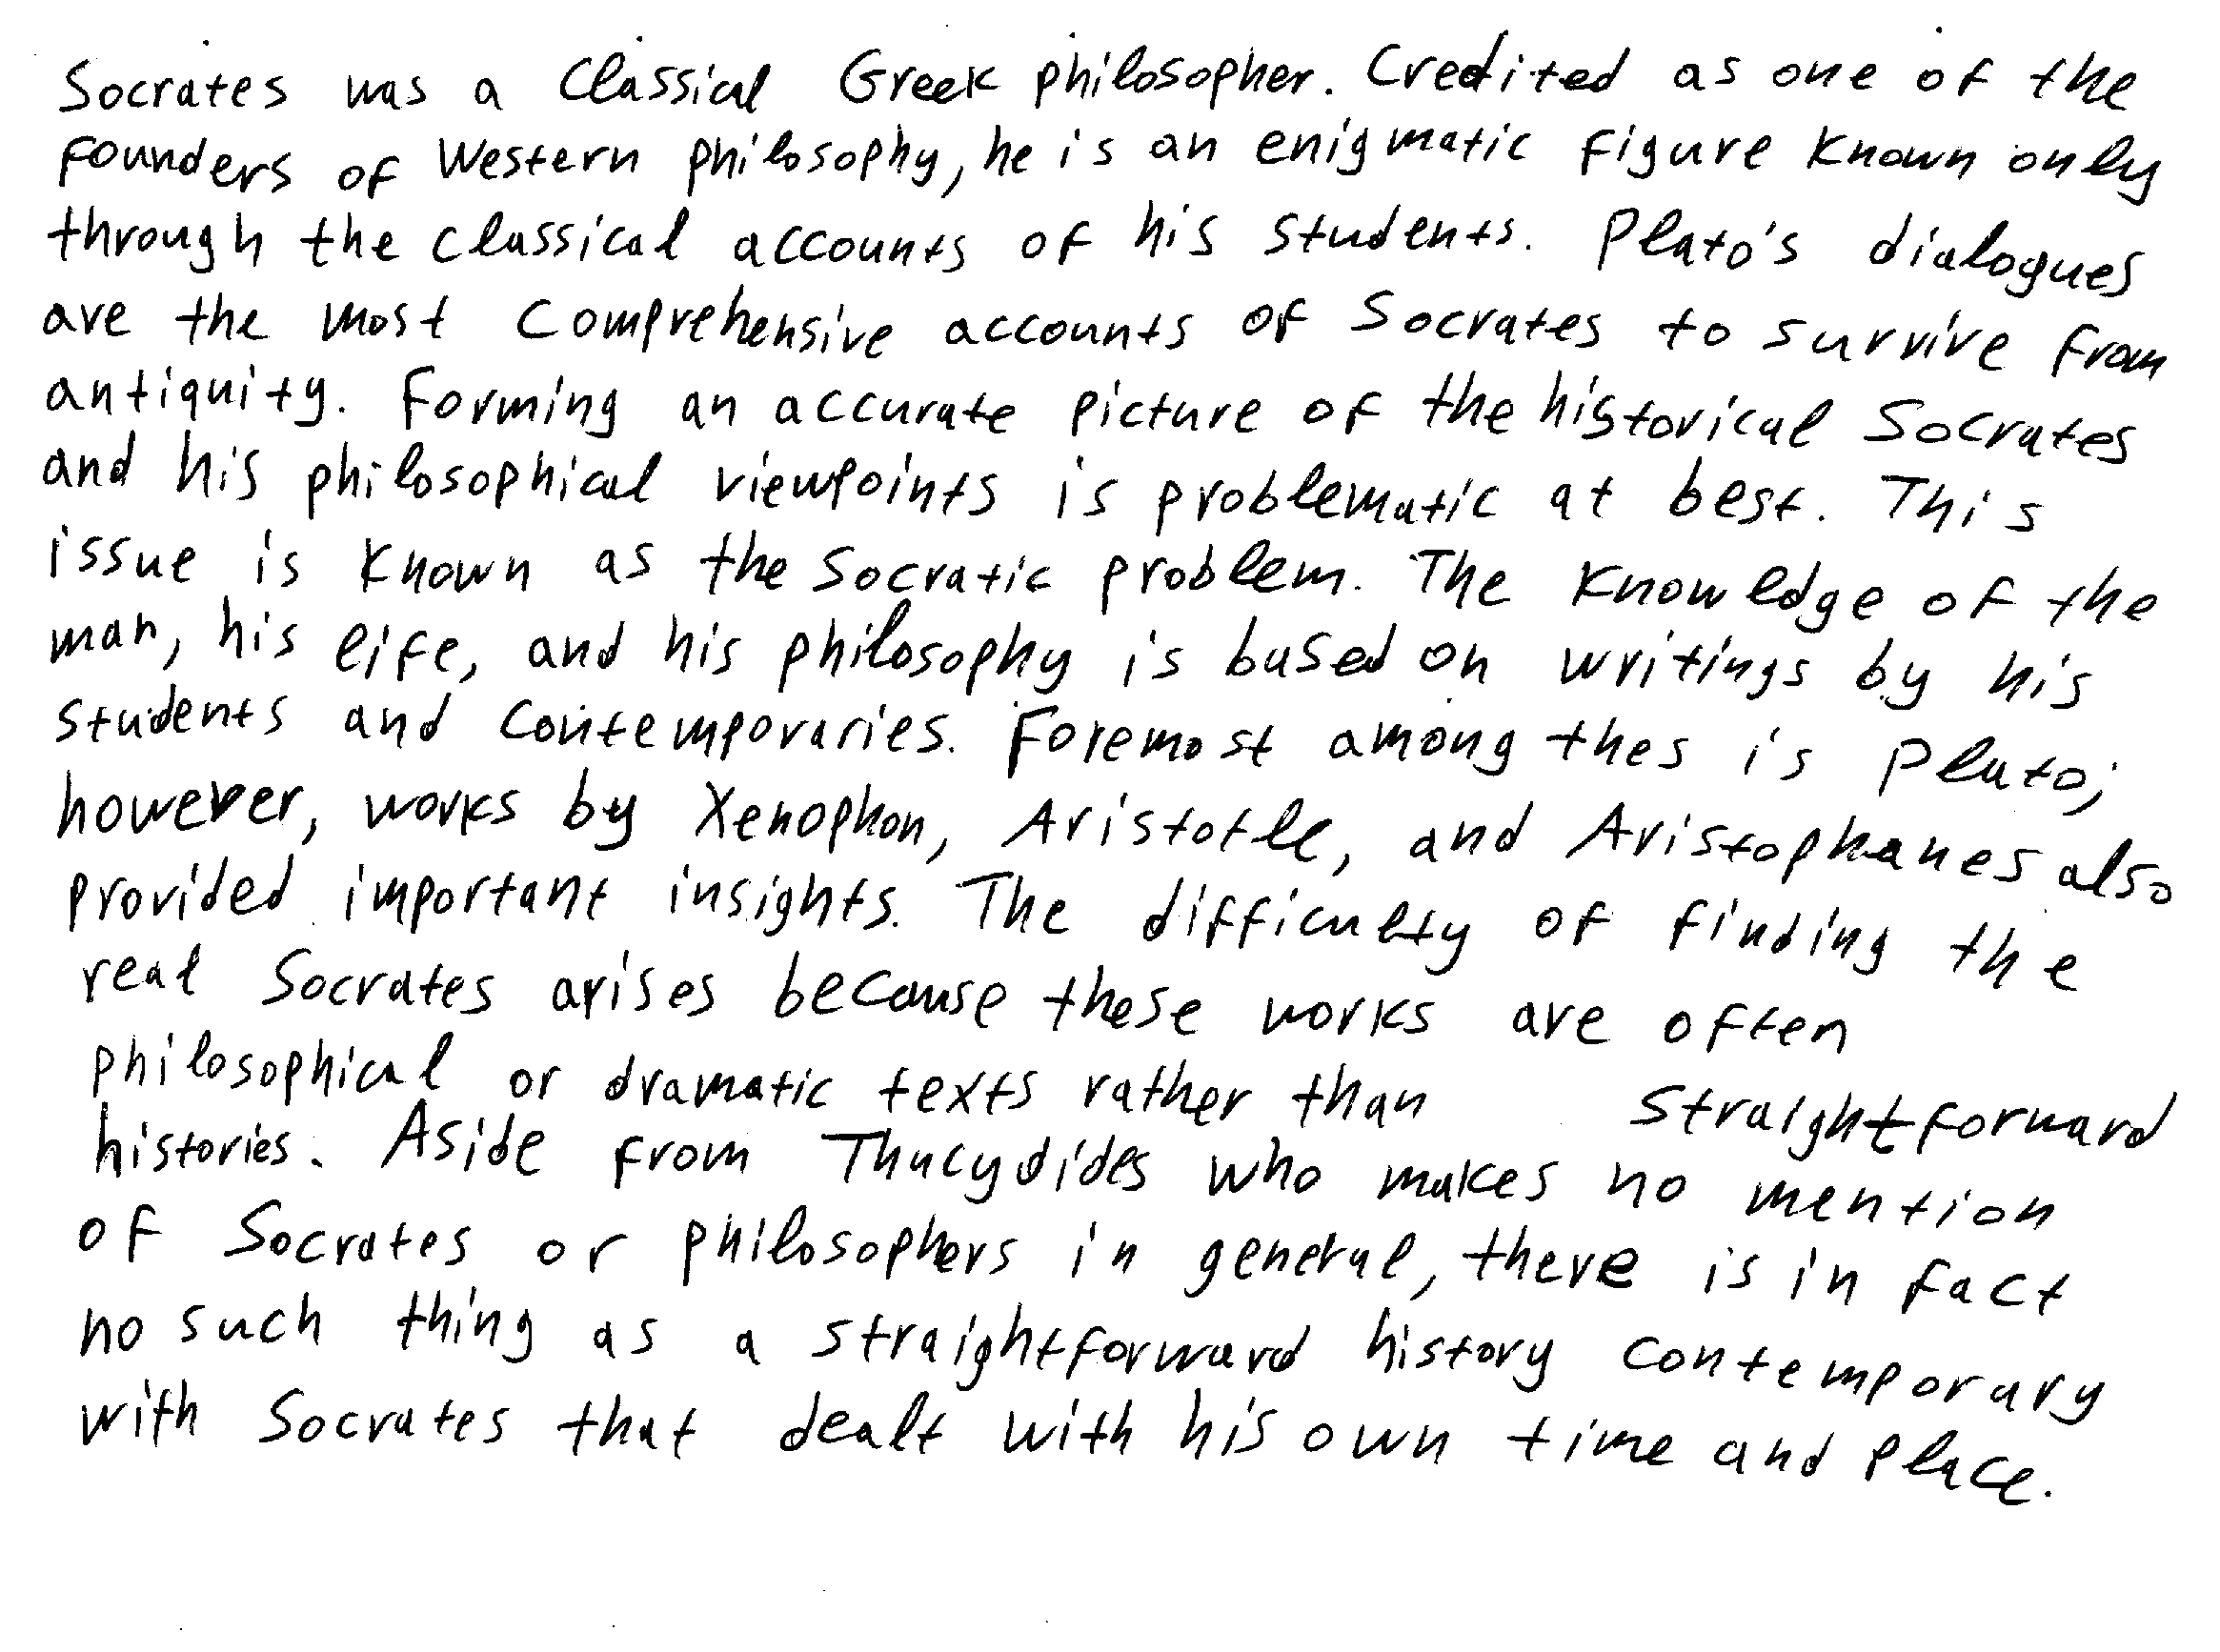 Socrates was a Classical Greek philosopher. Credited as one of the
founders of Western philosophy, he is an enigmatic figure known only
through the classical accounts of his students. Plato's dialogues
are the most comprehensive accounts of Socrates to survive from
antiquity. Forming an accurate picture of the historical Socrates
and his philosophical viewpoints is problematic at best. This
issue is known as the Socratic problem. The knowledge of the
man, his life, and his philosophy is based on writings by his
students and contemporaries. Foremost among thes is Plato;
however, works by Xenophon, Aristotle, and Aristophanes also
provided important insights. The difficulty of finding the
real Socrates arises because these works are often
philosophical or dramatic texts rather than straightforward
histories. Aside from Thucydides who makes no mention
of Socrates or philosophers in general, there is in fact
no such thing as a straightforward history contemporary
with Socrates that dealt with his own time and place.